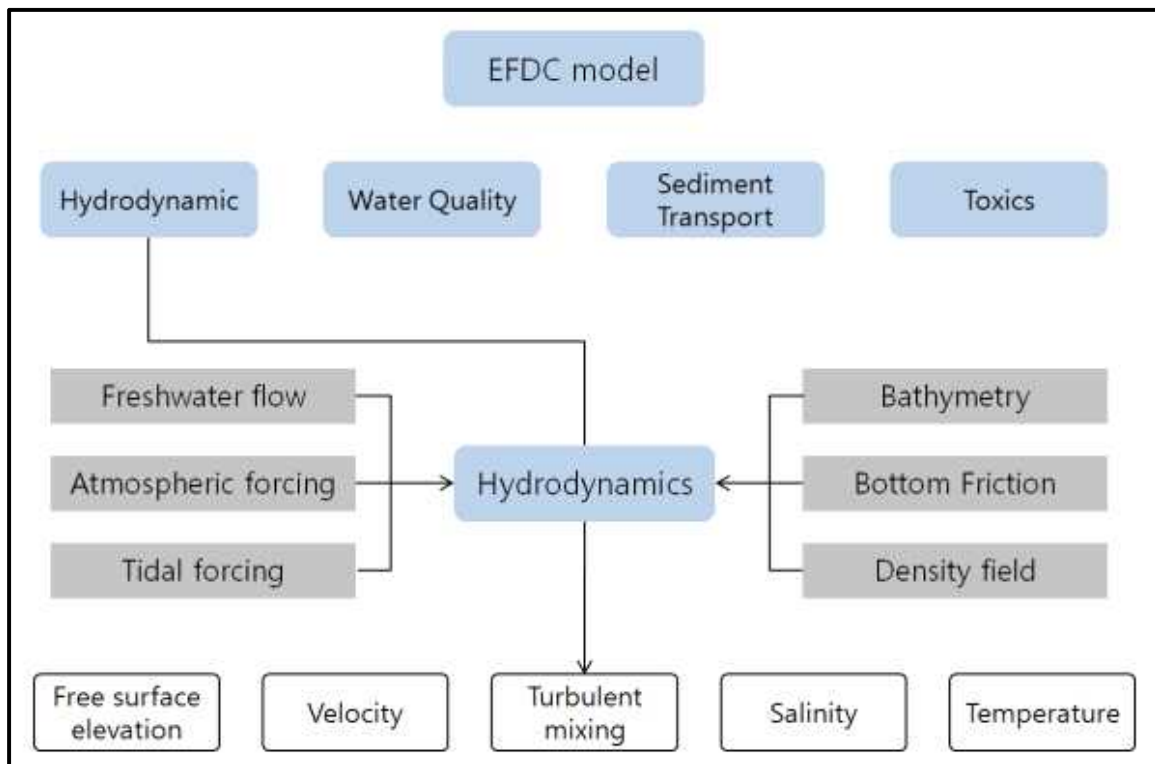 EFDC model
Hydrodynamic
Water Quality
Sediment
Transport
Toxics
Freshwater flow
Bathymetry
Atmospheric forcing
Hydrodynamics
Bottom Friction
Tidal forcing
Density field
Free surface
elevation
Velocity
Turbulent
mixing
Salinity
Temperature